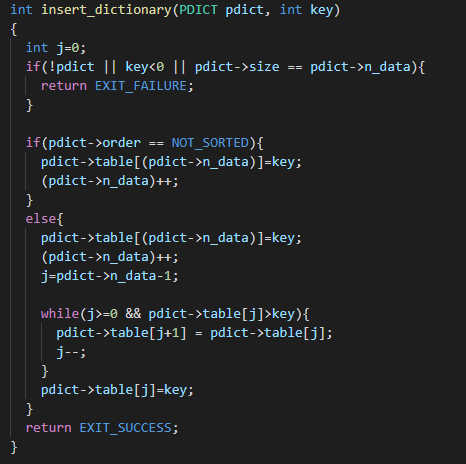 int insert_dictionary(PDICT pdict, int key)
{
  int j=0;
  if(!pdict || key<0 || pdict->size == pdict->n_data){
    return EXIT_FAILURE;
  }

  if(pdict->order == NOT_SORTED){
    pdict->table[(pdict->n_data)]=key;
    (pdict->n_data)++;
  }
  else{
    pdict->table[(pdict->n_data)]=key;
    (pdict->n_data)++;
    j=pdict->n_data-1;

    while(j>=0 && pdict->table[j]>key){
      pdict->table[j+1] = pdict->table[j];
      j--;
    }
    pdict->table[j]=key;
  }
  return EXIT_SUCCESS;
}